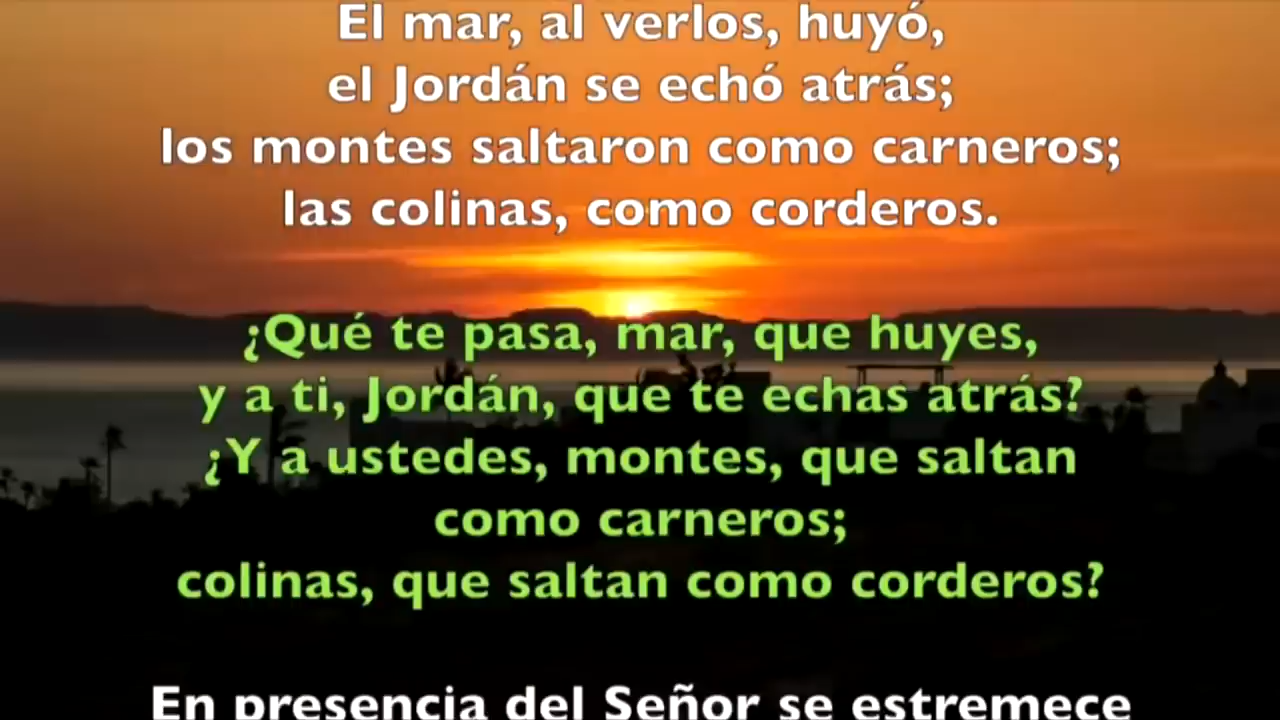 El mar, al verlos, huyó,
el Jordán se echó atrás;
los montes saltaron como carneros;
las colinas, como corderos.
¿Qué te pasa, mar, que huyes,
y a ti, Jordán, que te echas atrás?
¿Y a ustedes, montes, que saltan
como carneros;
colinas, que saltan como corderos?
En presencia del Señor se estremece